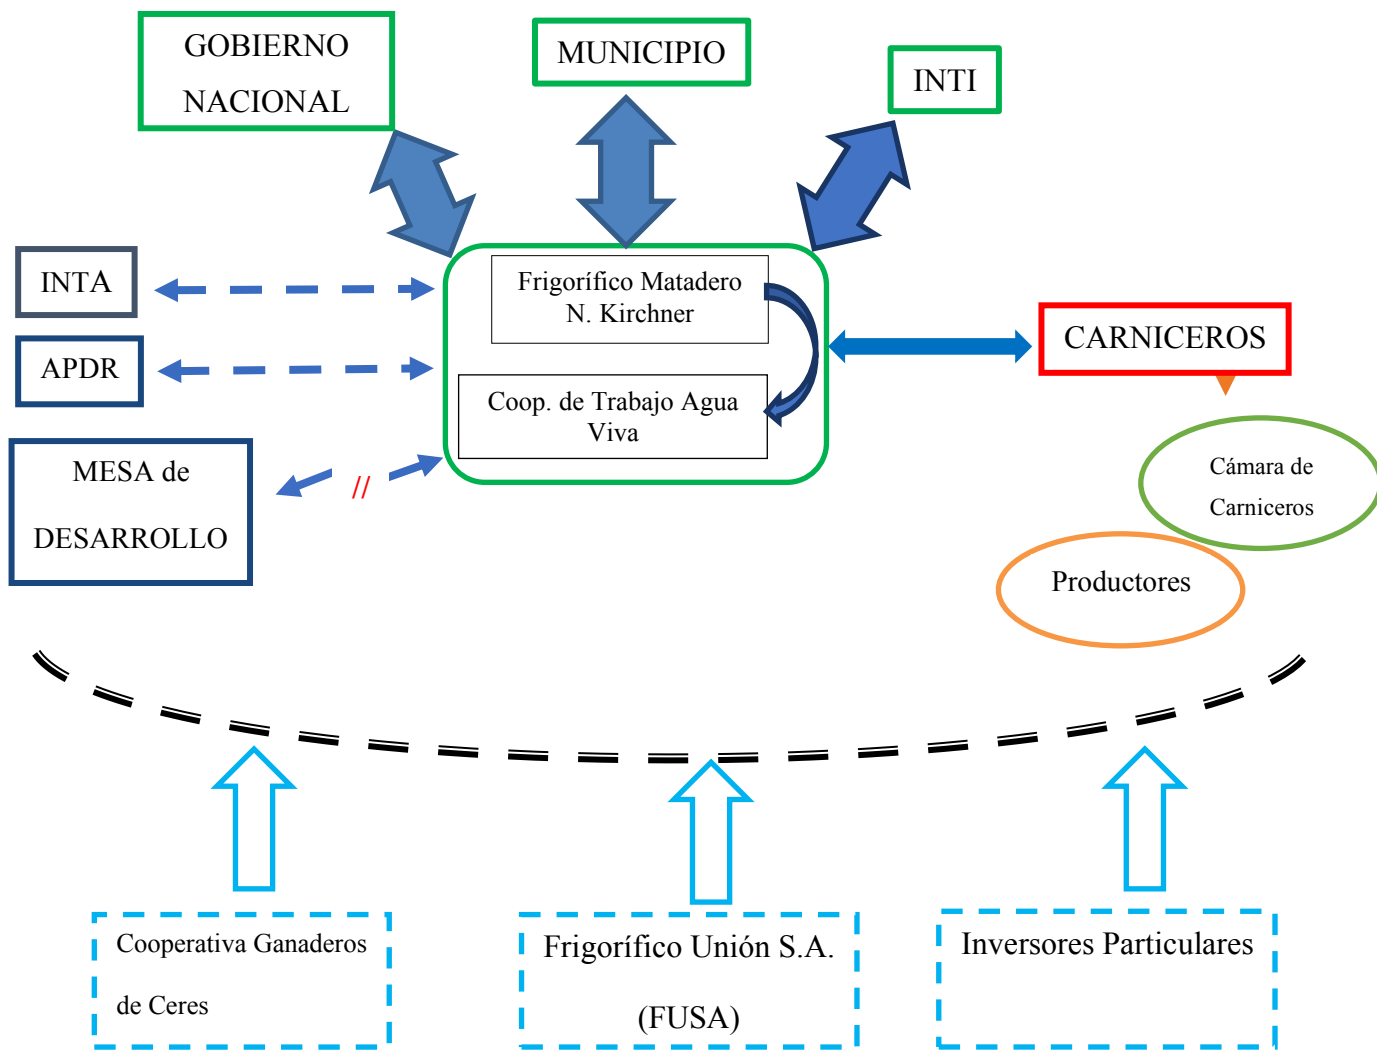 GOBIERNO
NACIONAL
MUNICIPIO
INTI
INTA
APDR
MESA de
DESARROLLO
//
Frigorífico Matadero
N. Kirchner
Coop. de Trabajo Agua
Viva
CARNICEROS
Cámara de
Carniceros
Productores
Cooperativa Ganaderos
de Ceres
Frigorífico Unión S.A.
(FUSA)
Inversores Particulares